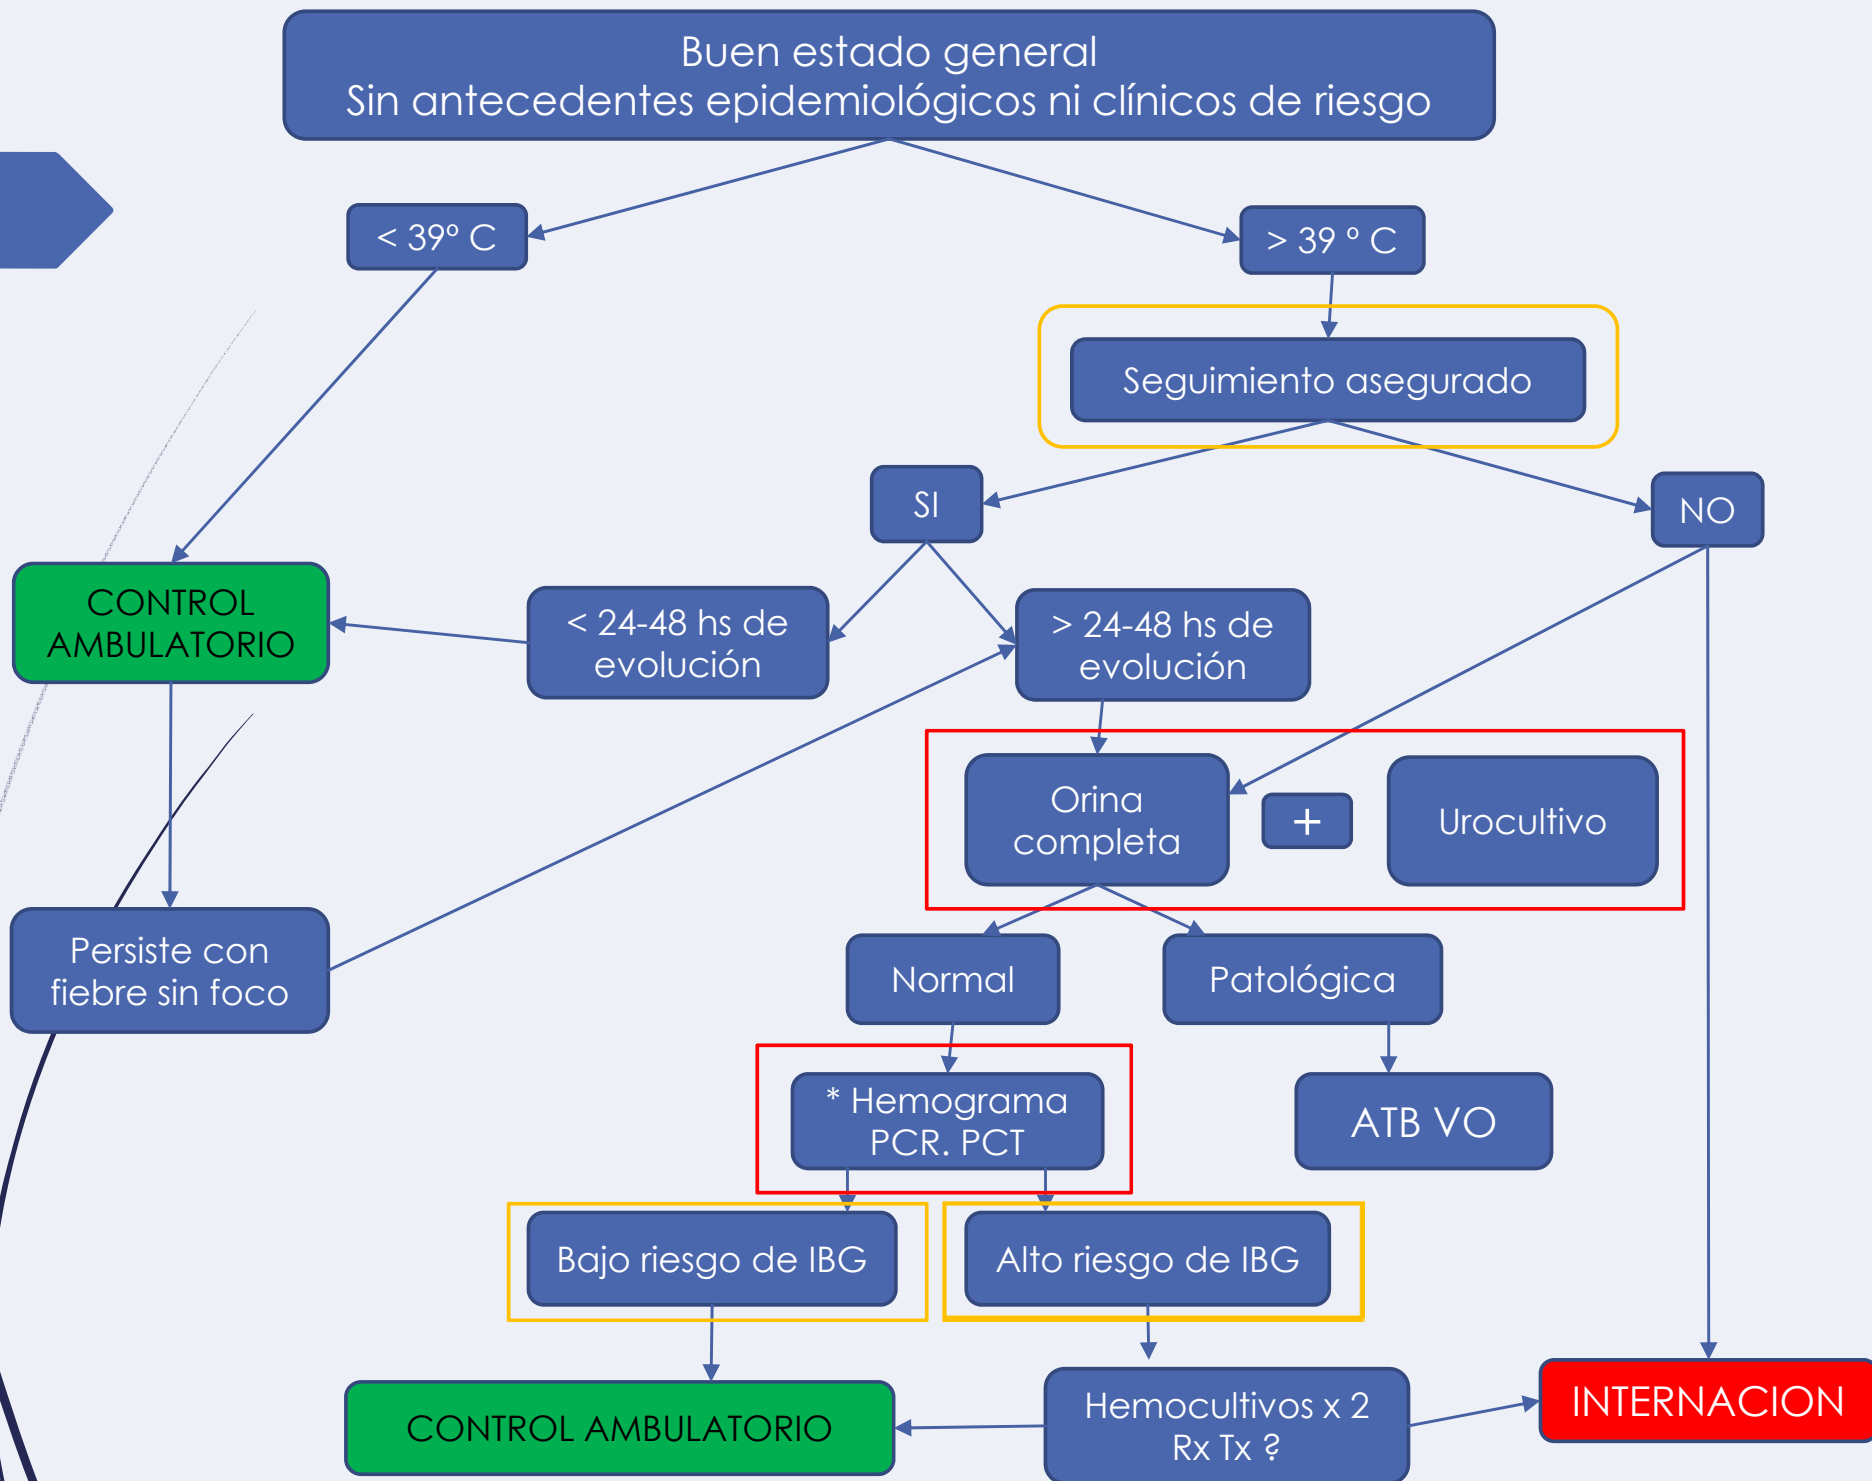 Buen estado general
Sin antecedentes epidemiológicos ni clínicos de riesgo
< 39º C
> 39 º C
Seguimiento asegurado
SI
NO
CONTROL
AMBULATORIO
< 24-48 hs de
evolución
> 24-48 hs de
evolución
Orina
completa
+
Urocultivo
Persiste con
fiebre sin foco
Normal
Patológica
* Hemograma
PCR. PCT
ATB VO
Bajo riesgo de IBG
Alto riesgo de IBG
CONTROL AMBULATORIO
Hemocultivos x 2
Rx Tx ?
INTERNACION